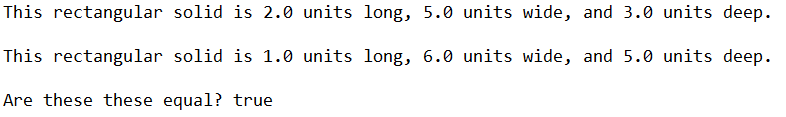 This rectangular solid is 2.0 units long, 5.0 units wide, and 3.0 units deep.
This rectangular solid is 1.0 units long, 6.0 units wide, and 5.0 units deep.
Are these these equal? true